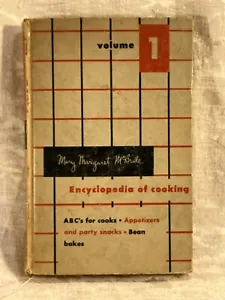 volume 1
Mary Margaret McBride
Encyclopedia of cooking
ABC's for cooks • Appetizers
and party snacks • Bean
bakes